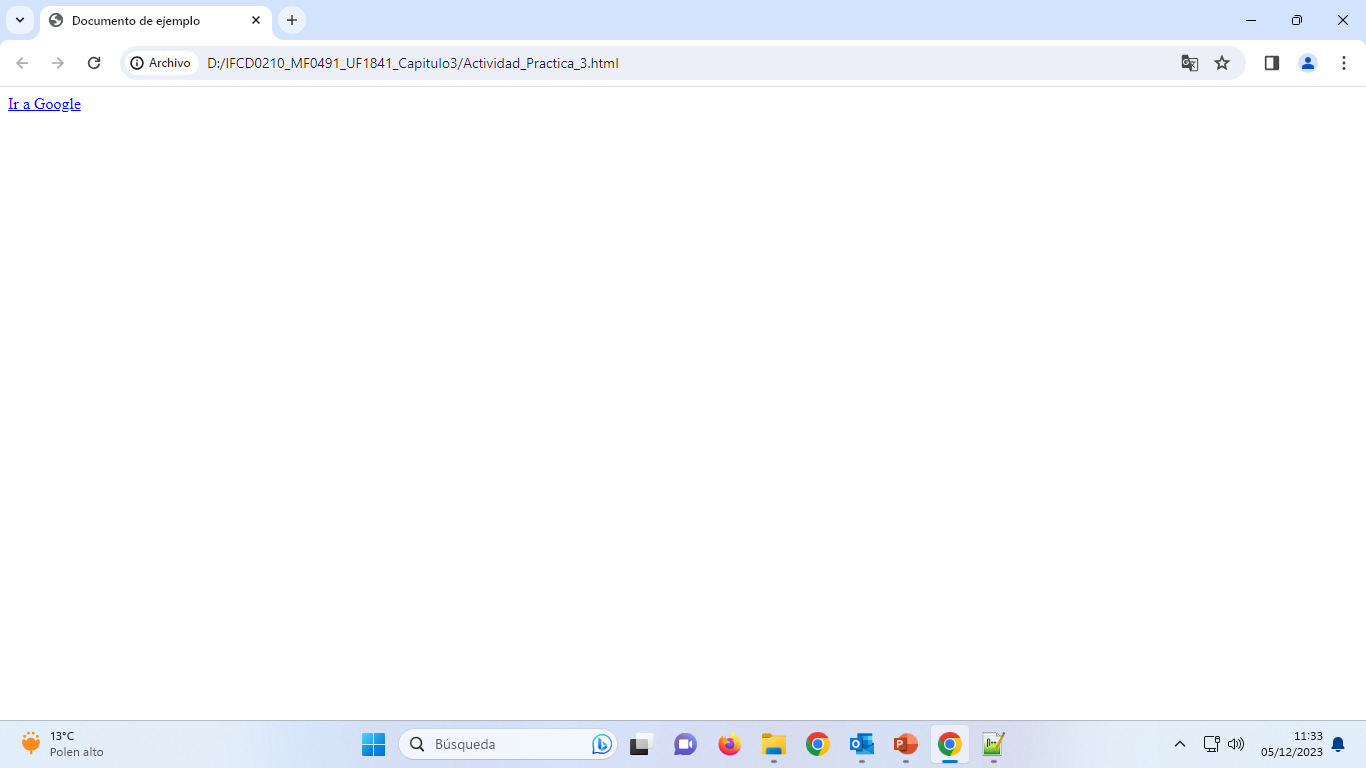 Documento de ejemplo
Archivo
D:/IFCD0210_MF0491_UF1841_Capitulo3/Actividad_Practica_3.html
Ir a Google
13°C
Polen alto
Búsqueda
11:33
05/12/2023